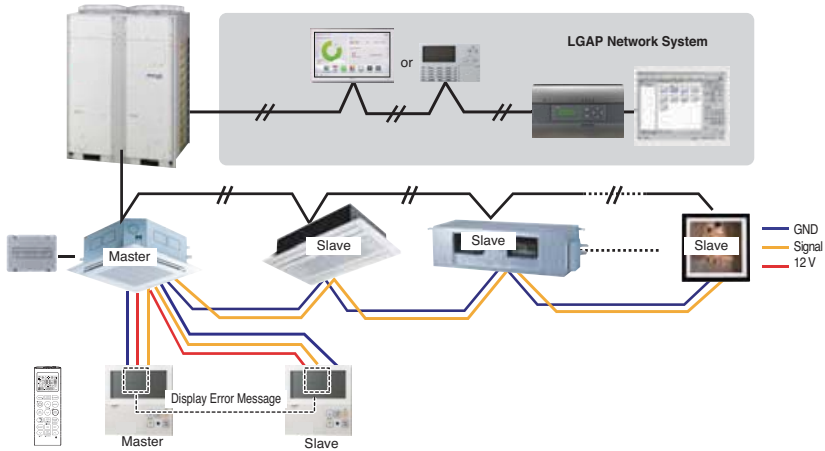 LGAP Network System
or
Master
Slave
Slave
Slave
GND
Signal
12 V
Display Error Message
Master
Slave